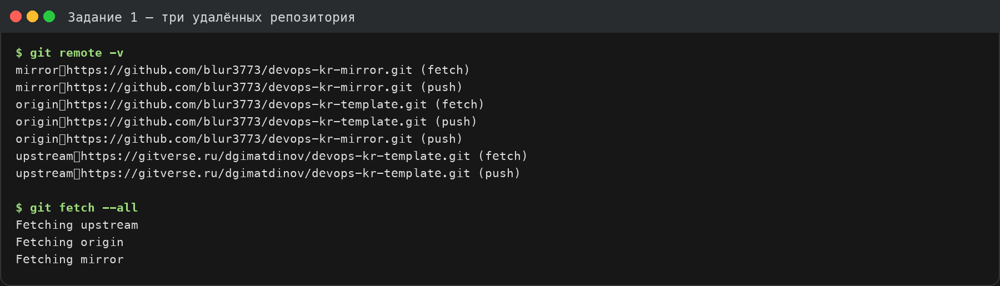 Задание 1 — три удалённых репозитория
$ git remote -v
mirror▯https://github.com/blur3773/devops-kr-mirror.git (fetch)
mirror▯https://github.com/blur3773/devops-kr-mirror.git (push)
origin▯https://github.com/blur3773/devops-kr-template.git (fetch)
origin▯https://github.com/blur3773/devops-kr-template.git (push)
origin▯https://github.com/blur3773/devops-kr-mirror.git (push)
upstream▯https://gitverse.ru/dgimatdinov/devops-kr-template.git (fetch)
upstream▯https://gitverse.ru/dgimatdinov/devops-kr-template.git (push)
$ git fetch --all
Fetching upstream
Fetching origin
Fetching mirror